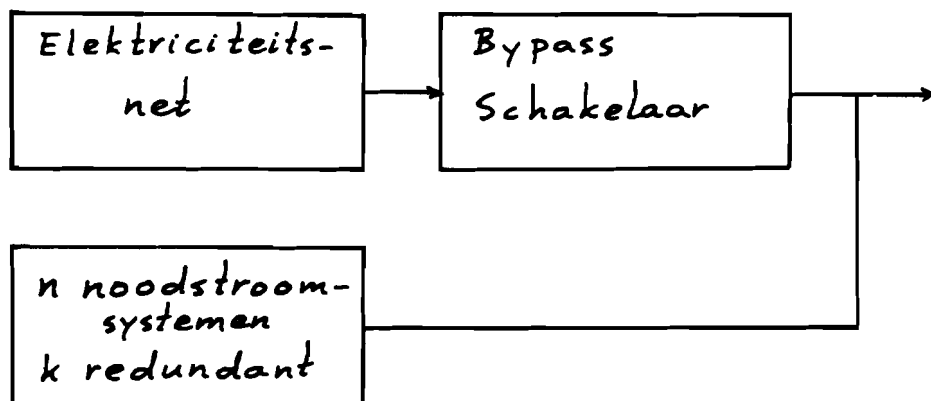 Elektriciteits-
net
Bypass
Schakelaar
n noodstroom-
systemen
k redundant